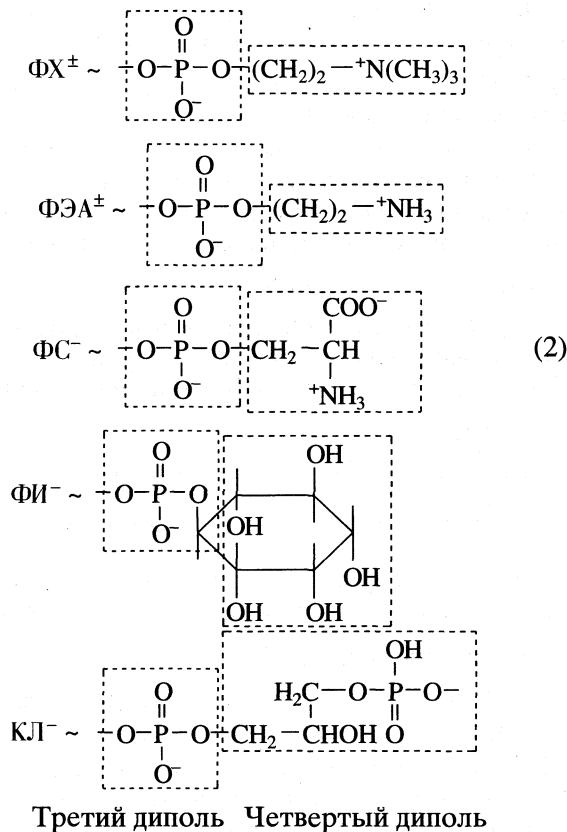 O
ФХ± ~ –O–P–O–(CH₂)₂–⁺N(CH₃)₃
O⁻
O
ФЭА± ~ –O–P–O–(CH₂)₂–⁺NH₃
O⁻
O COO⁻
ФС⁻ ~ –O–P–O–CH₂–CH (2)
O⁻ ⁺NH₃
O OH
ФИ⁻ ~ –O–P–O
O⁻ OH
OH
OH OH OH
OH
O H₂C–O–P–O–
КЛ⁻ ~ –O–P–O–CH₂–CHOH O
O⁻
Третий диполь Четвертый диполь